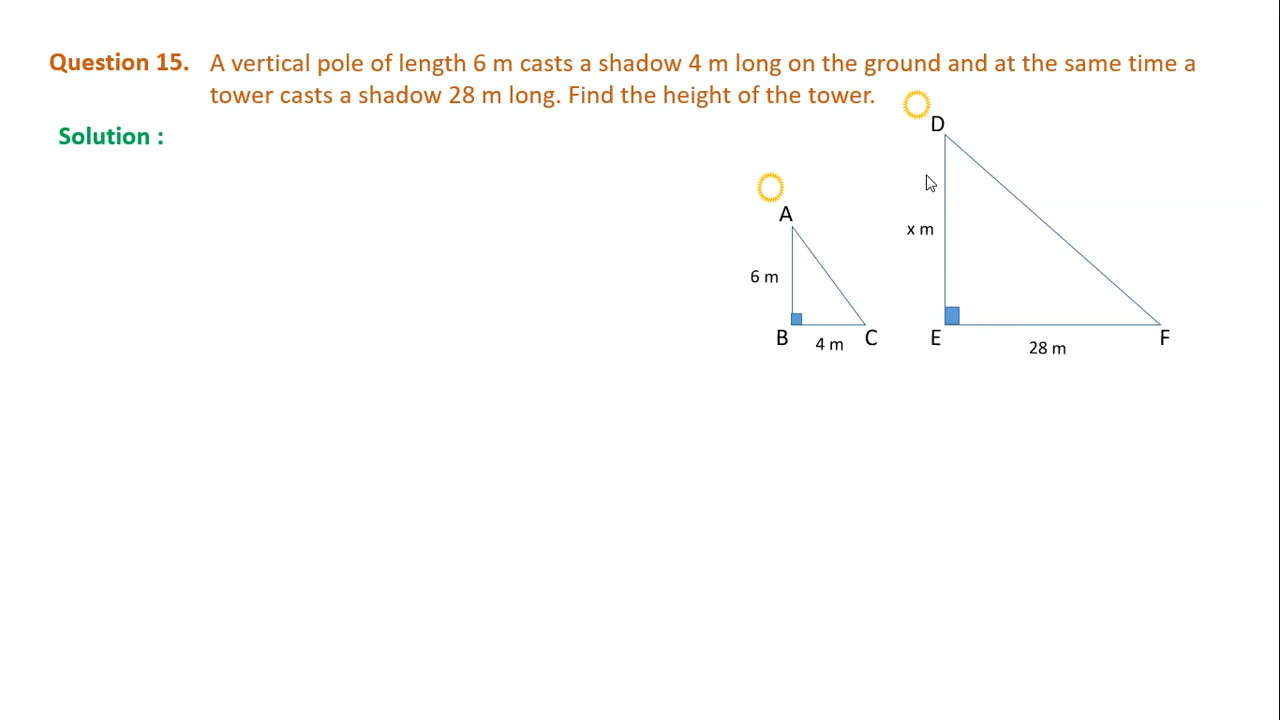 Question 15. A vertical pole of length 6 m casts a shadow 4 m long on the ground and at the same time a
tower casts a shadow 28 m long. Find the height of the tower.
Solution :
D
A
x m
6 m
B
4 m
C
E
28 m
F